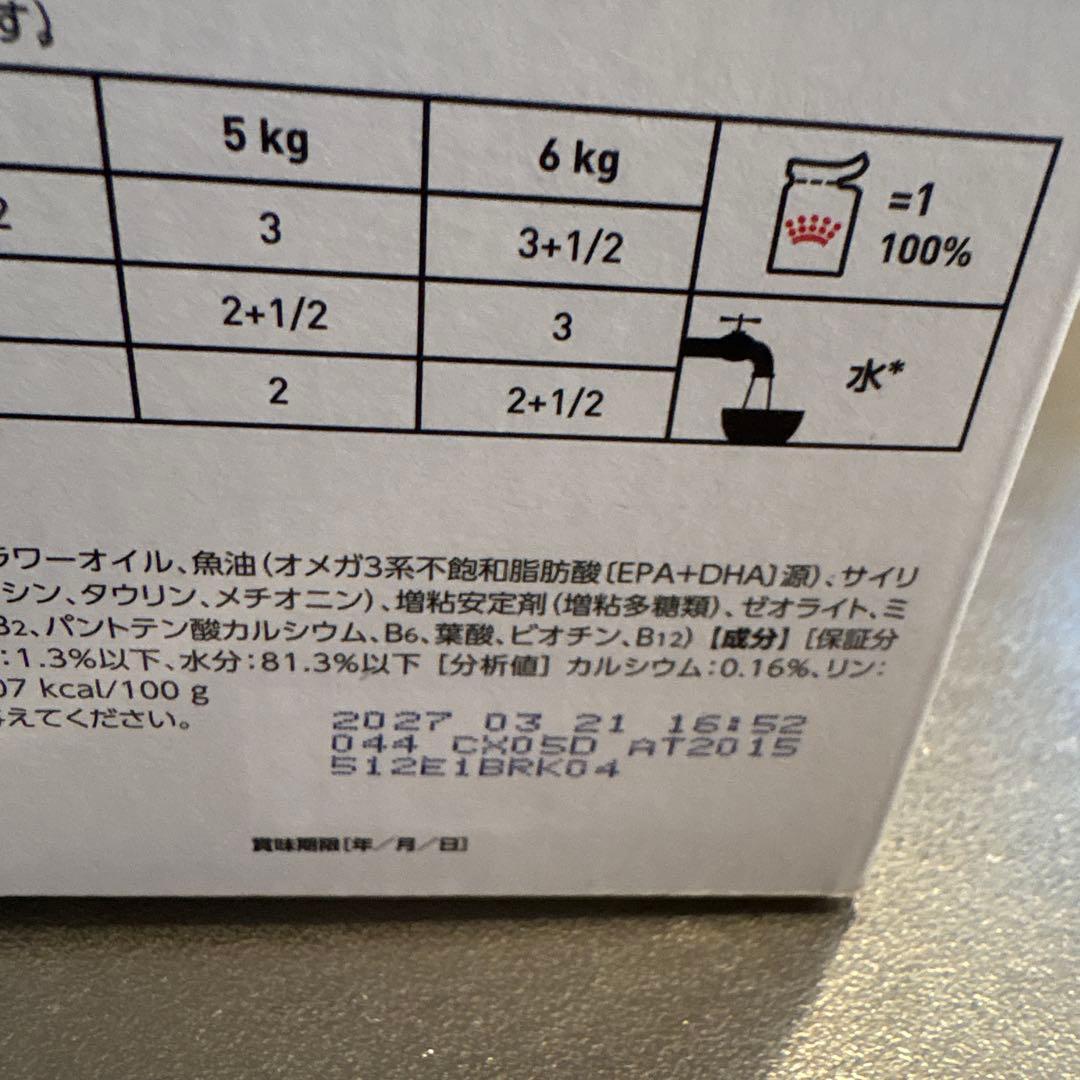 す)
5 kg
6 kg
=1
100%
2
3
3+1/2
2+1/2
3
水*
2
2+1/2
ラワーオイル、魚油(オメガ3系不飽和脂肪酸〔EPA+DHA〕源)、サイリ
シン、タウリン、メチオニン)、増粘安定剤(増粘多糖類)、ゼオライト、ミ
B2、パントテン酸カルシウム、B6、葉酸、ビオチン、B12)【成分】[保証分
:1.3%以下、水分:81.3%以下 [分析値] カルシウム:0.16%、リン:
07 kcal/100 g
えてください。
2027 03 21 16:52
044 CX05D AT2015
512E1BRK04
賞味期限[年/月/日]